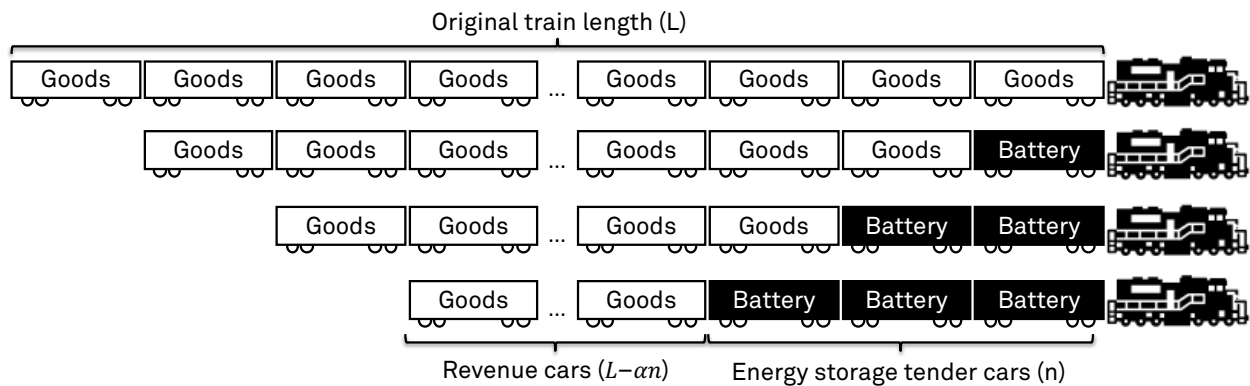 Original train length (L)
Goods Goods Goods Goods ... Goods Goods Goods Goods
Goods Goods Goods ... Goods Goods Goods Battery
Goods Goods ... Goods Goods Battery Battery
Goods ... Goods Battery Battery Battery
Revenue cars (L−αn) Energy storage tender cars (n)